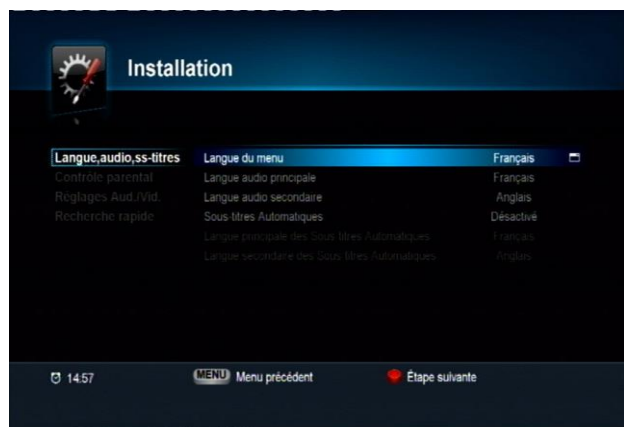 Installation
Langue,audio,ss-titres
Contrôle parental
Réglages Aud./Vid.
Recherche rapide
Langue du menu Français
Langue audio principale Français
Langue audio secondaire Anglais
Sous-titres Automatiques Désactivé
Langue principale des Sous titres Automatiques Français
Langue secondaire des Sous titres Automatiques Anglais
14:57
MENU Menu précédent
Étape suivante